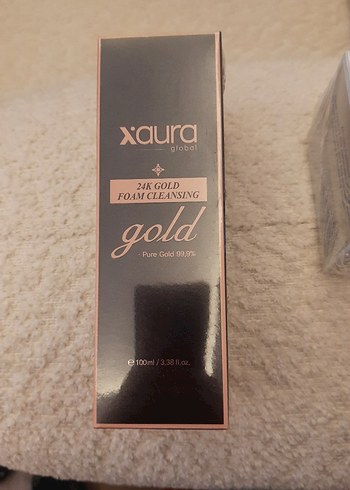 xaura
global
24K GOLD
FOAM CLEANSING
gold
Pure Gold 99,9%
℮100ml / 3.38 fl.oz.